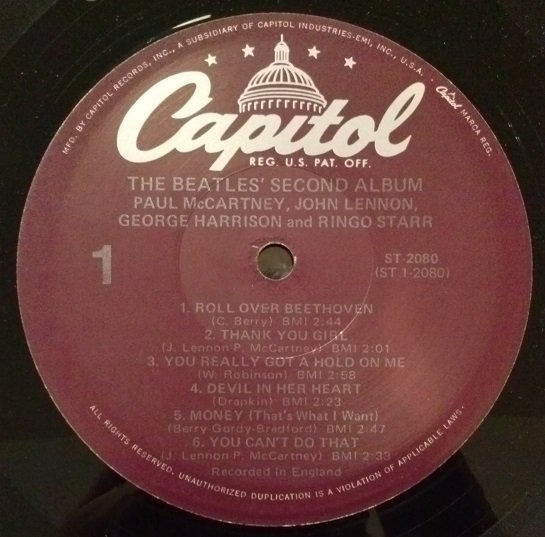 MFD. BY CAPITOL RECORDS, INC., A SUBSIDIARY OF CAPITOL INDUSTRIES-EMI, INC., U.S.A. • Capitol MARCA REG.
Capitol
REG. U.S. PAT. OFF.
THE BEATLES' SECOND ALBUM
PAUL McCARTNEY, JOHN LENNON,
GEORGE HARRISON and RINGO STARR
1
ST-2080
(ST 1-2080)
1. ROLL OVER BEETHOVEN
(C. Berry) BMI 2:44
2. THANK YOU GIRL
(J. Lennon P. McCartney) BMI 2:01
3. YOU REALLY GOT A HOLD ON ME
(W. Robinson) BMI 2:58
4. DEVIL IN HER HEART
(Drapkin) BMI 2:23
5. MONEY (That's What I Want)
(Berry Gordy-Bredford) BMI 2:47
6. YOU CAN'T DO THAT
(J. Lennon P. McCartney) BMI 2:33
Recorded in England
ALL RIGHTS RESERVED. UNAUTHORIZED DUPLICATION IS A VIOLATION OF APPLICABLE LAWS.